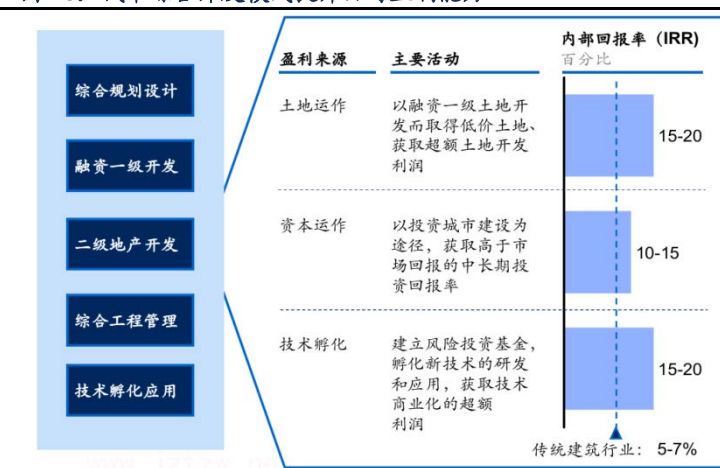 综合规划设计
融资一级开发
二级地产开发
综合工程管理
技术孵化应用
盈利来源
主要活动
内部回报率（IRR)
百分比
土地运作
以融资一级土地开
发而取得低价土地、
获取超额土地开发
利润
15-20
资本运作
以投资城市建设为
途径，获取高于市
场回报的中长期投
资回报率
10-15
技术孵化
建立风险投资基金，
孵化新技术的研发
和应用，获取技术
商业化的超额
利润
15-20
传统建筑行业： 5-7%